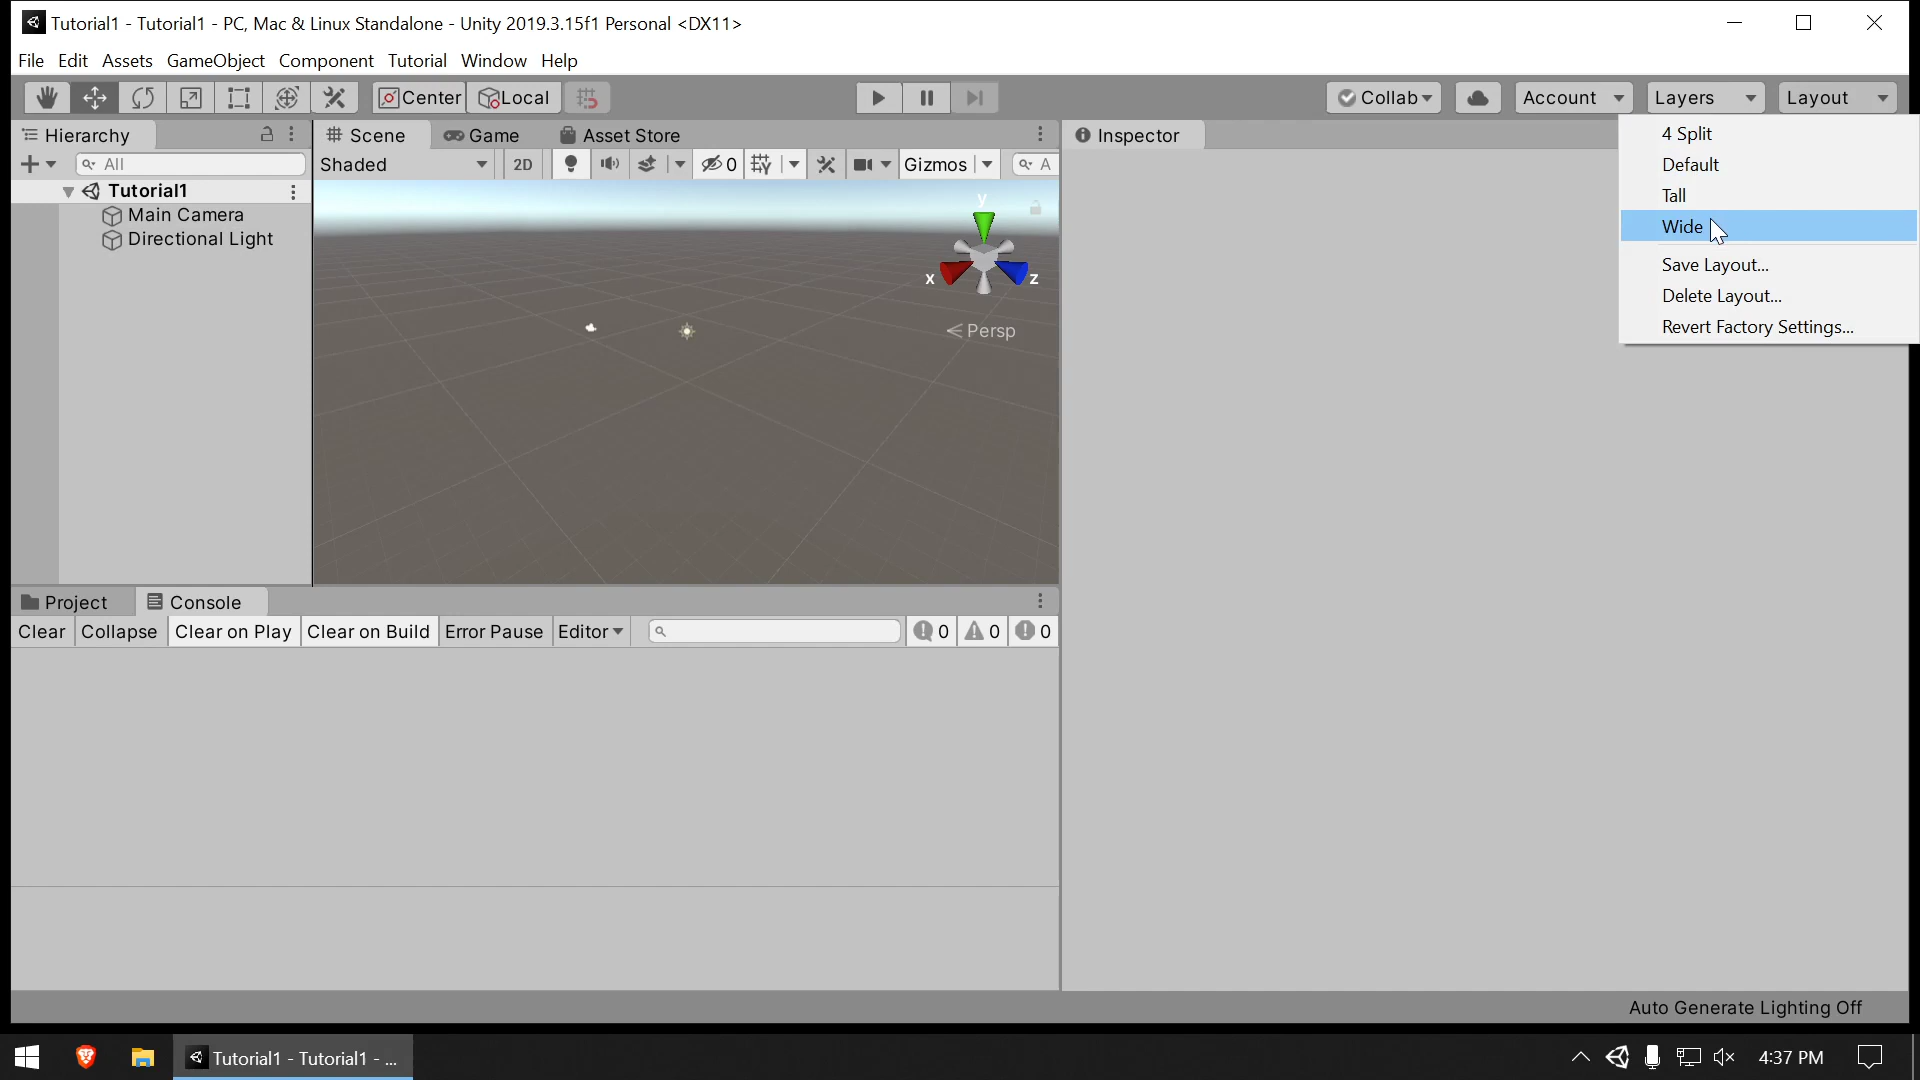 Tutorial1 - Tutorial1 - PC, Mac & Linux Standalone - Unity 2019.3.15f1 Personal <DX11>
File Edit Assets GameObject Component Tutorial Window Help
Center Local Collab Account Layers Layout
Hierarchy Scene Game Asset Store Inspector
All Shaded 2D 0 Gizmos A
Tutorial1
Main Camera
Directional Light
y
x z
Persp
4 Split
Default
Tall
Wide
Save Layout...
Delete Layout...
Revert Factory Settings...
Project Console
Clear Collapse Clear on Play Clear on Build Error Pause Editor 0 0 0
Auto Generate Lighting Off
Tutorial1 - Tutorial1 - ... 4:37 PM